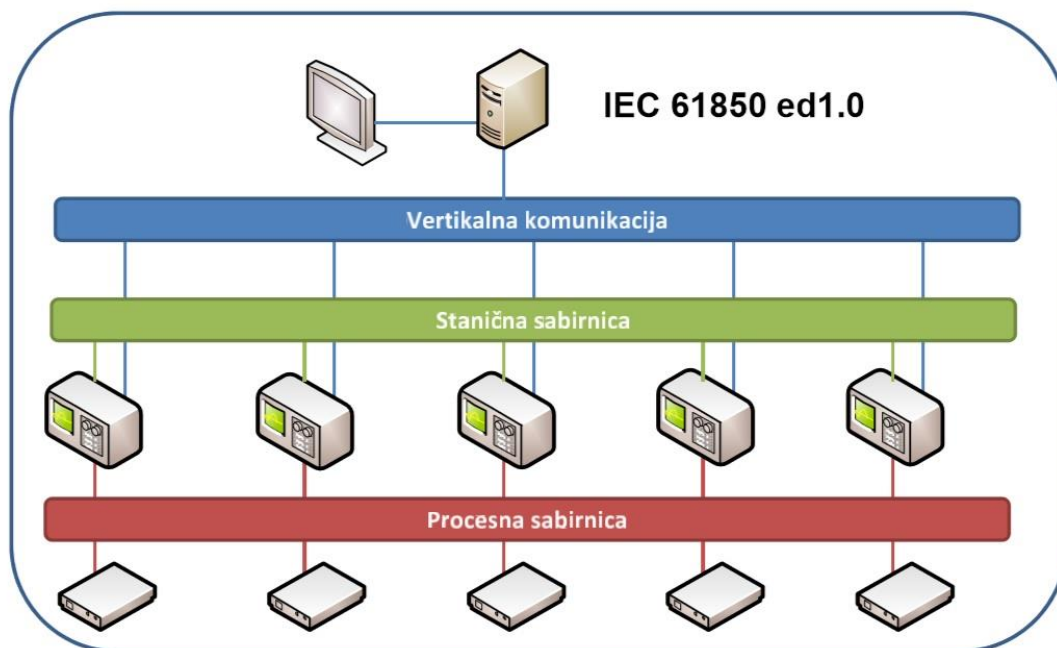 IEC 61850 ed1.0
Vertikalna komunikacija
Stanična sabirnica
Procesna sabirnica